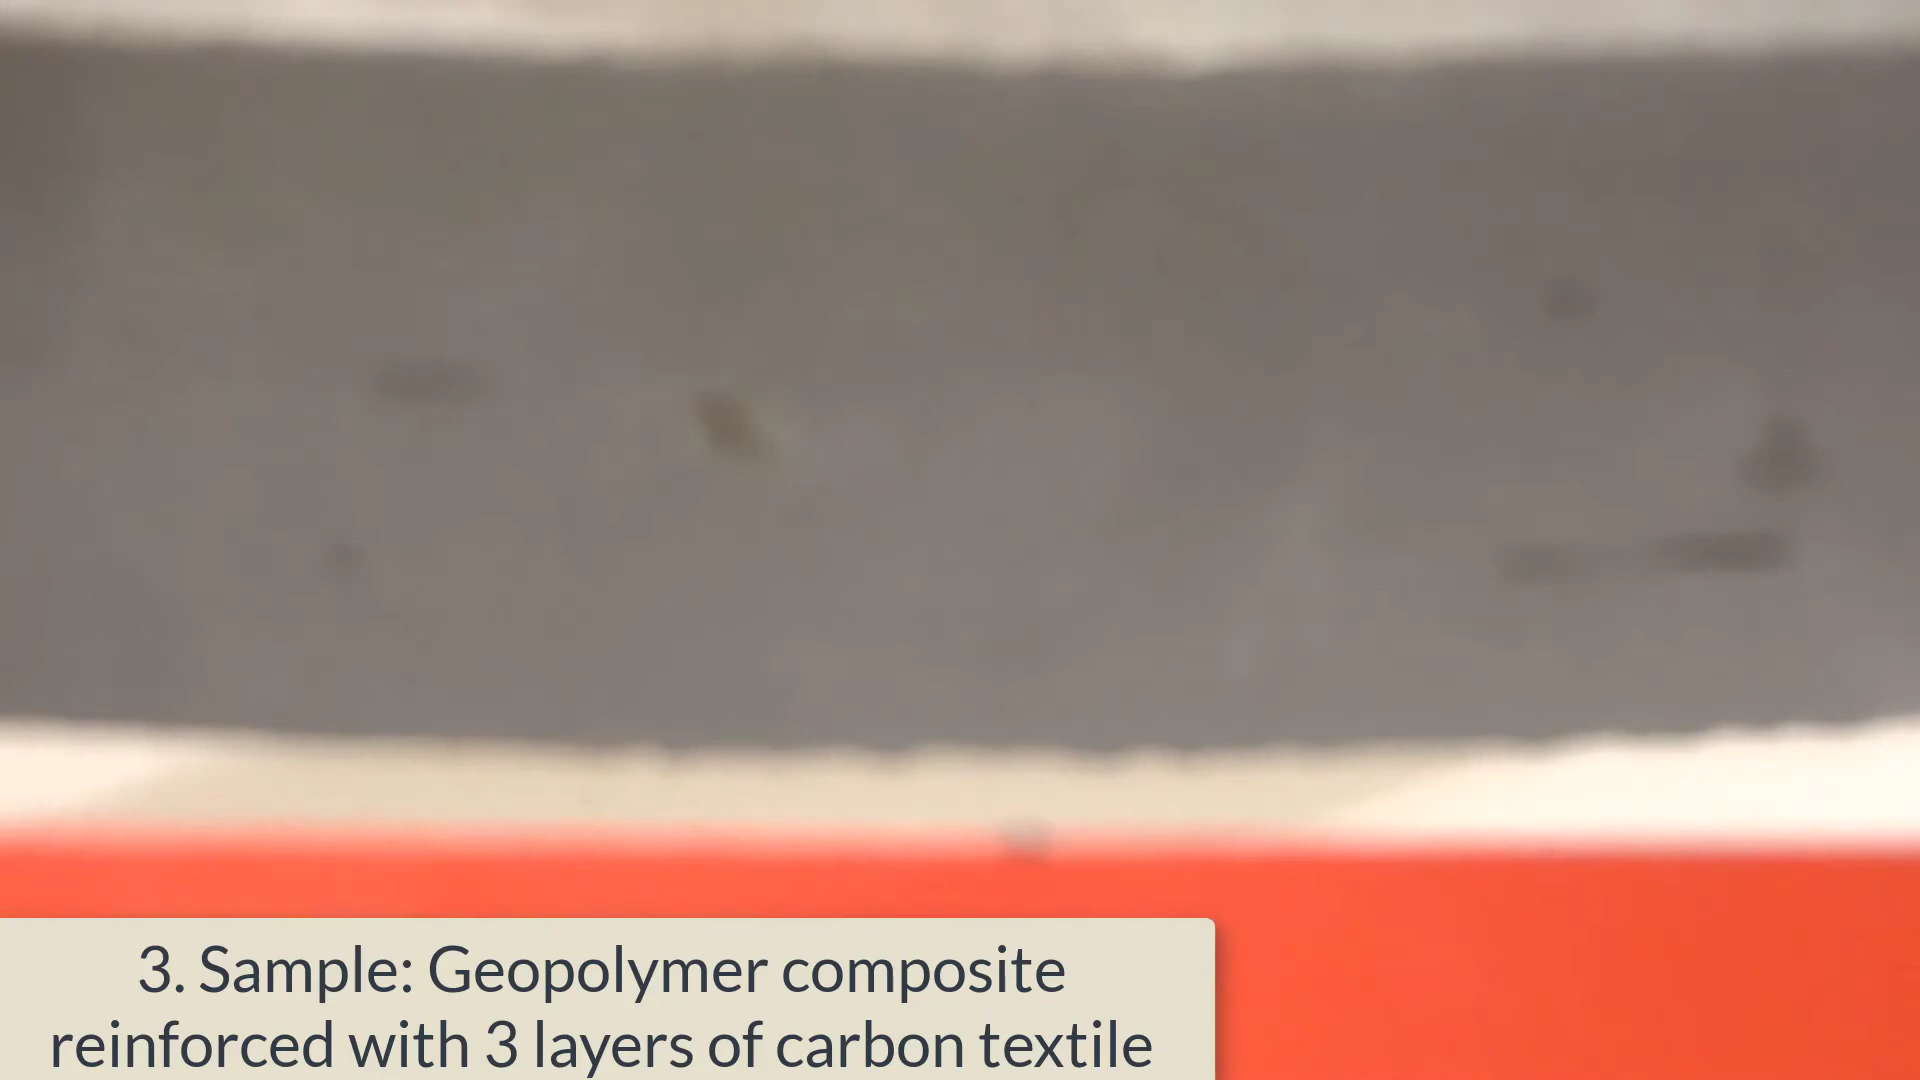 3. Sample: Geopolymer composite
reinforced with 3 layers of carbon textile